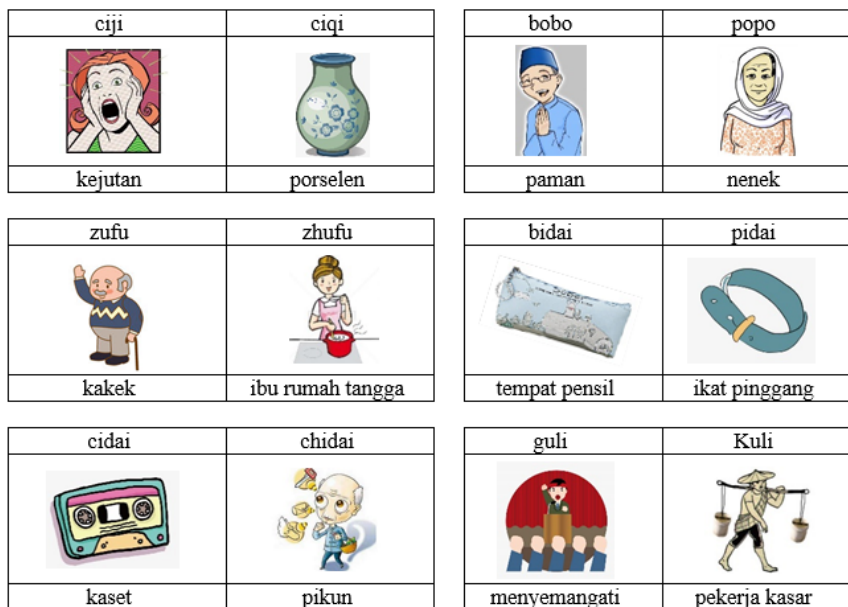 ciji ciqi
kejutan porselen
bobo popo
paman nenek
zufu zhufu
kakek ibu rumah tangga
bidai pidai
tempat pensil ikat pinggang
cidai chidai
kaset pikun
guli Kuli
menyemangati pekerja kasar